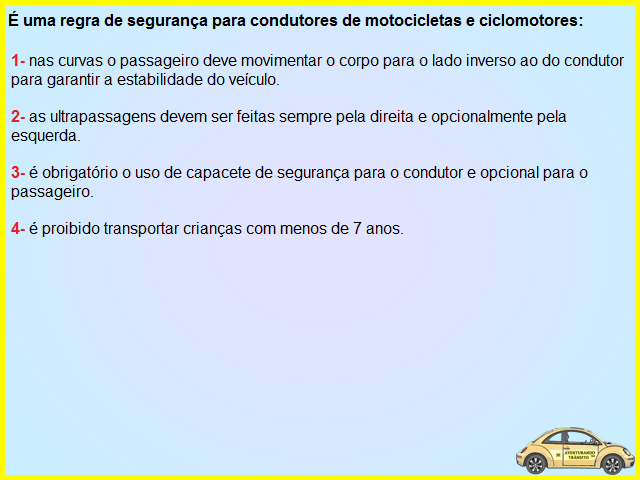 É uma regra de segurança para condutores de motocicletas e ciclomotores:
1- nas curvas o passageiro deve movimentar o corpo para o lado inverso ao do condutor
para garantir a estabilidade do veículo.
2- as ultrapassagens devem ser feitas sempre pela direita e opcionalmente pela
esquerda.
3- é obrigatório o uso de capacete de segurança para o condutor e opcional para o
passageiro.
4- é proibido transportar crianças com menos de 7 anos.
AVENTURANDO
TRÂNSITO